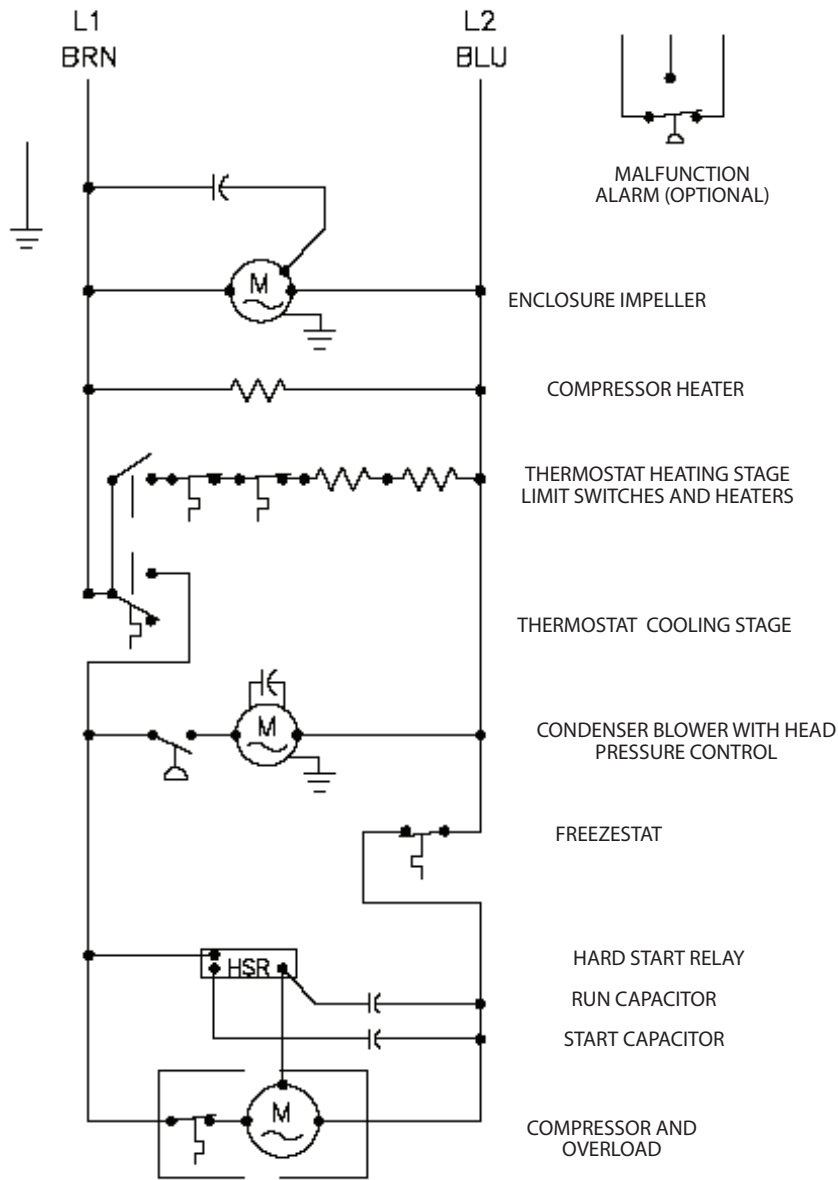 L1
BRN
L2
BLU
MALFUNCTION
ALARM (OPTIONAL)
M
ENCLOSURE IMPELLER
COMPRESSOR HEATER
THERMOSTAT HEATING STAGE
LIMIT SWITCHES AND HEATERS
THERMOSTAT COOLING STAGE
M
CONDENSER BLOWER WITH HEAD
PRESSURE CONTROL
FREEZESTAT
HSR
HARD START RELAY
RUN CAPACITOR
START CAPACITOR
M
COMPRESSOR AND
OVERLOAD